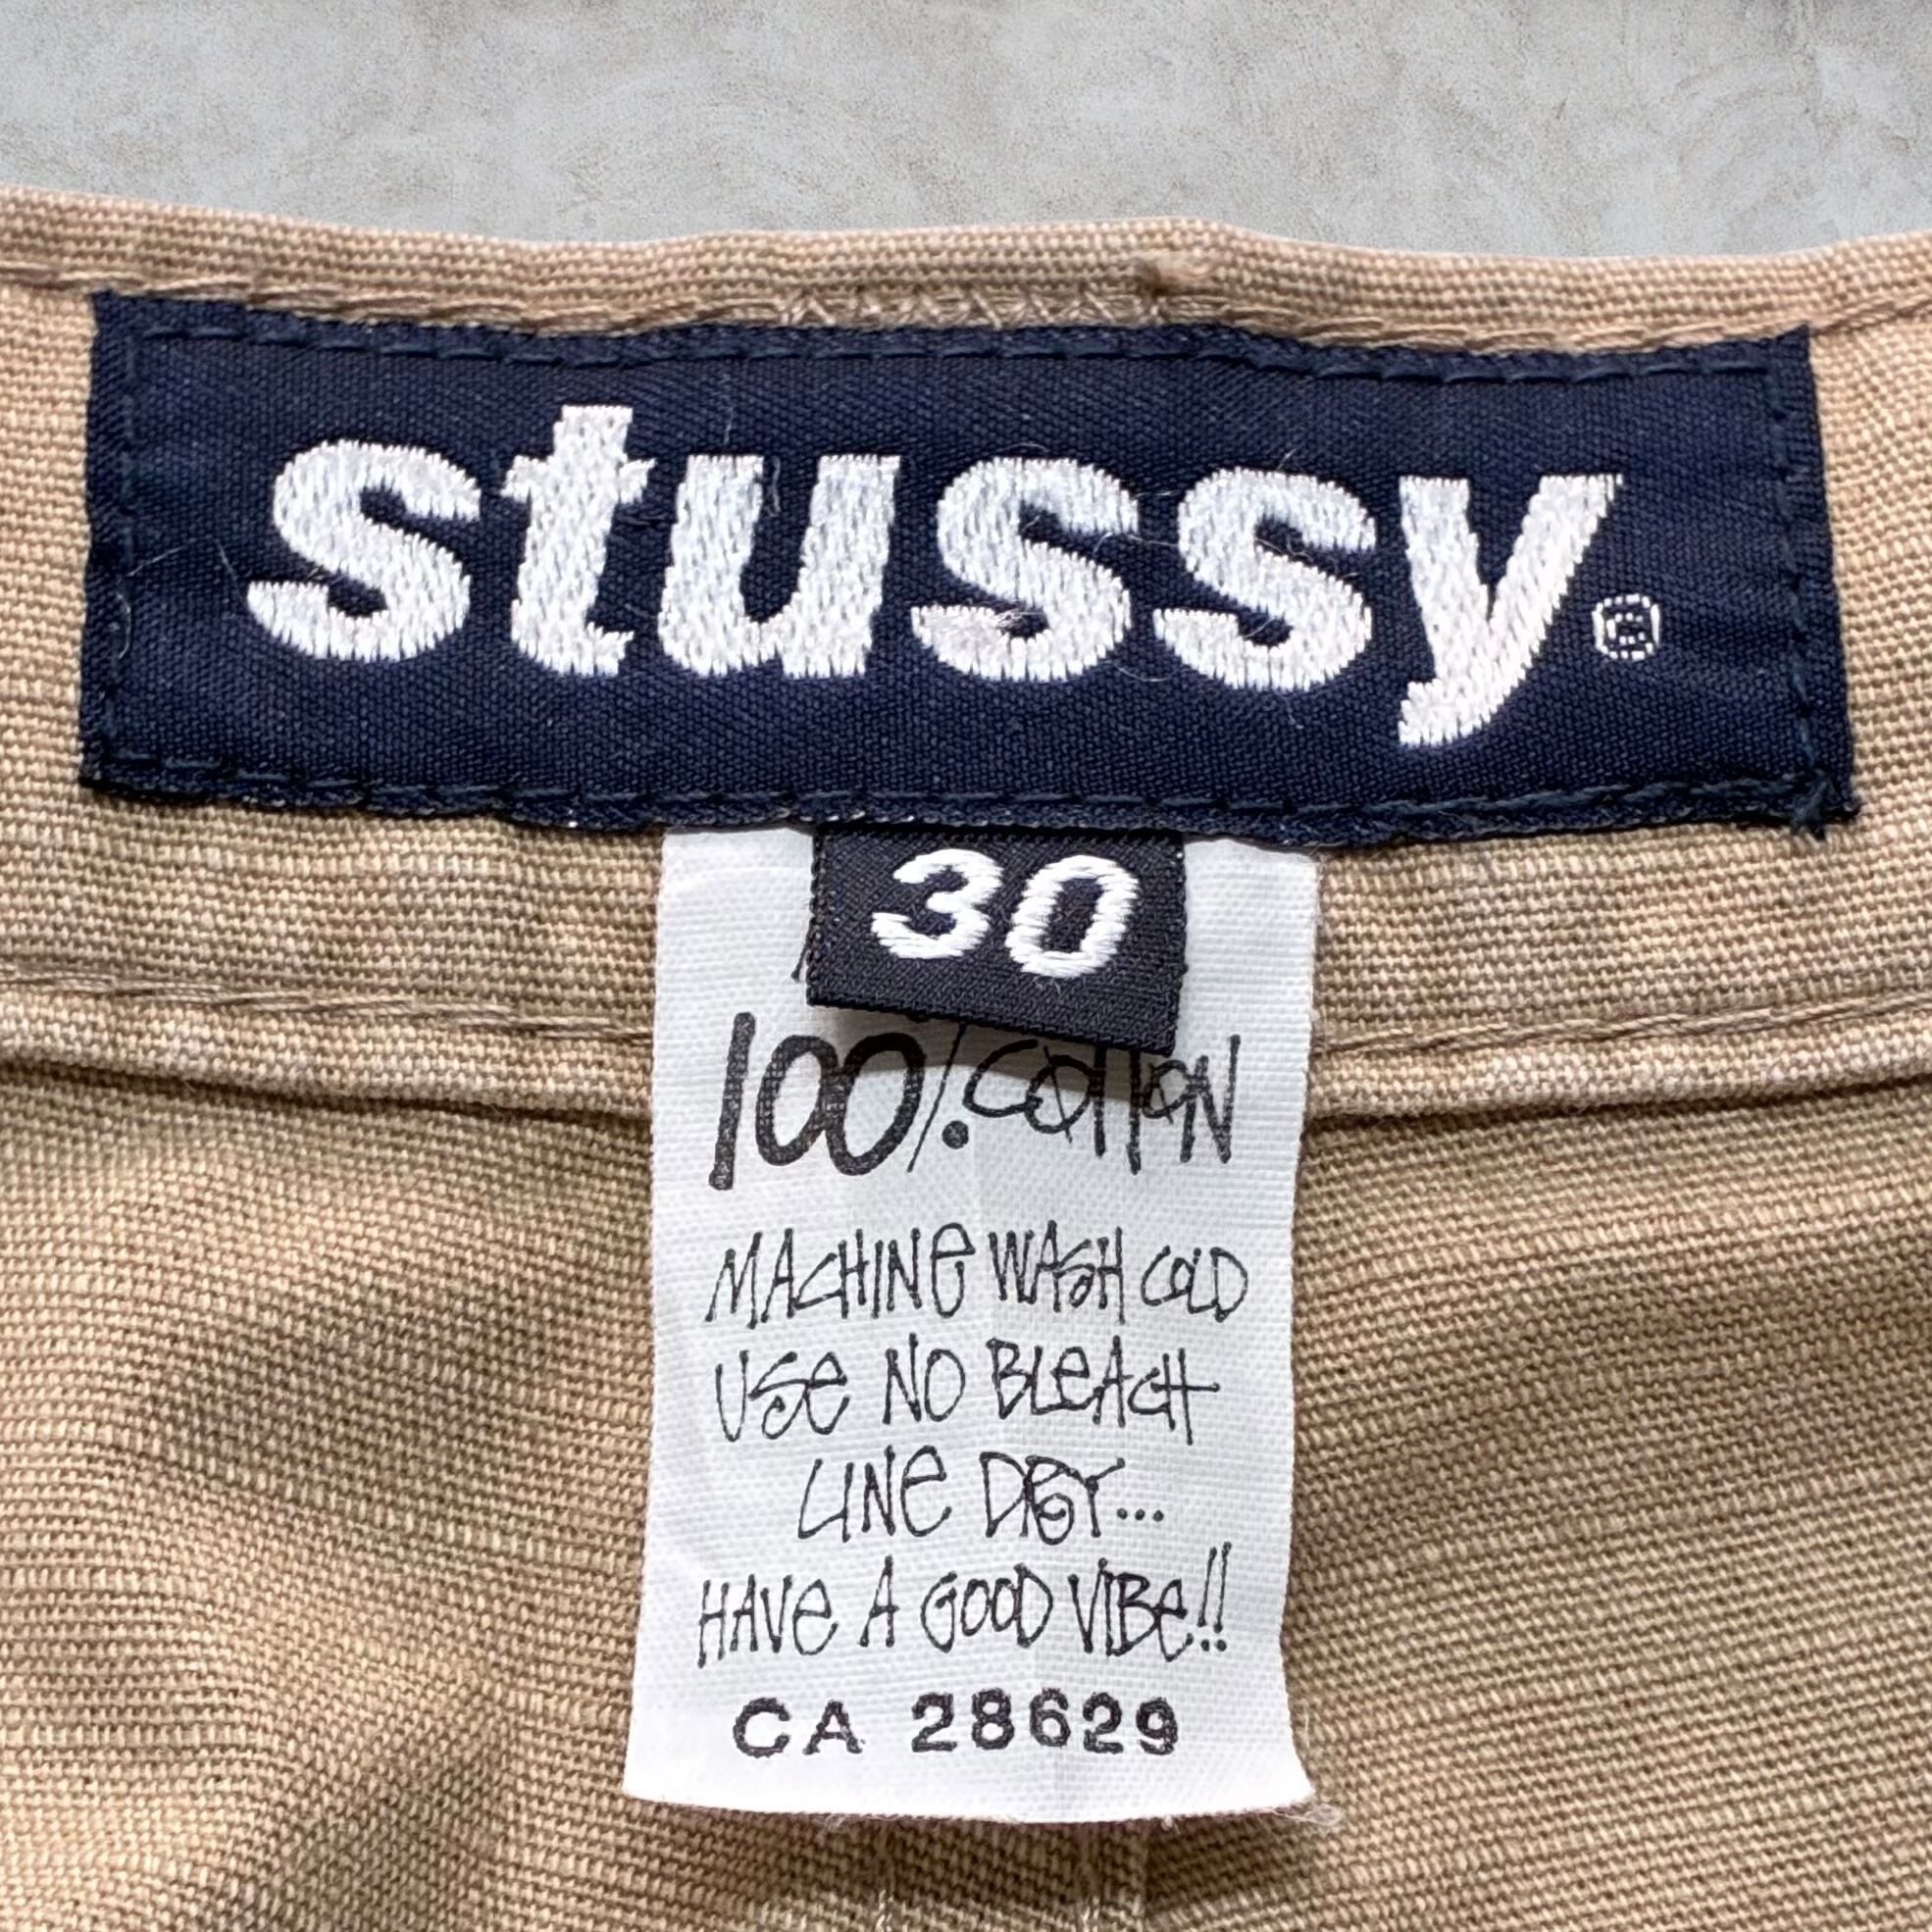 stussy®
30
100% COTTON
MACHINE WASH COLD
USE NO BLEACH
LINE DRY...
HAVE A GOOD VIBE!!
CA 28629